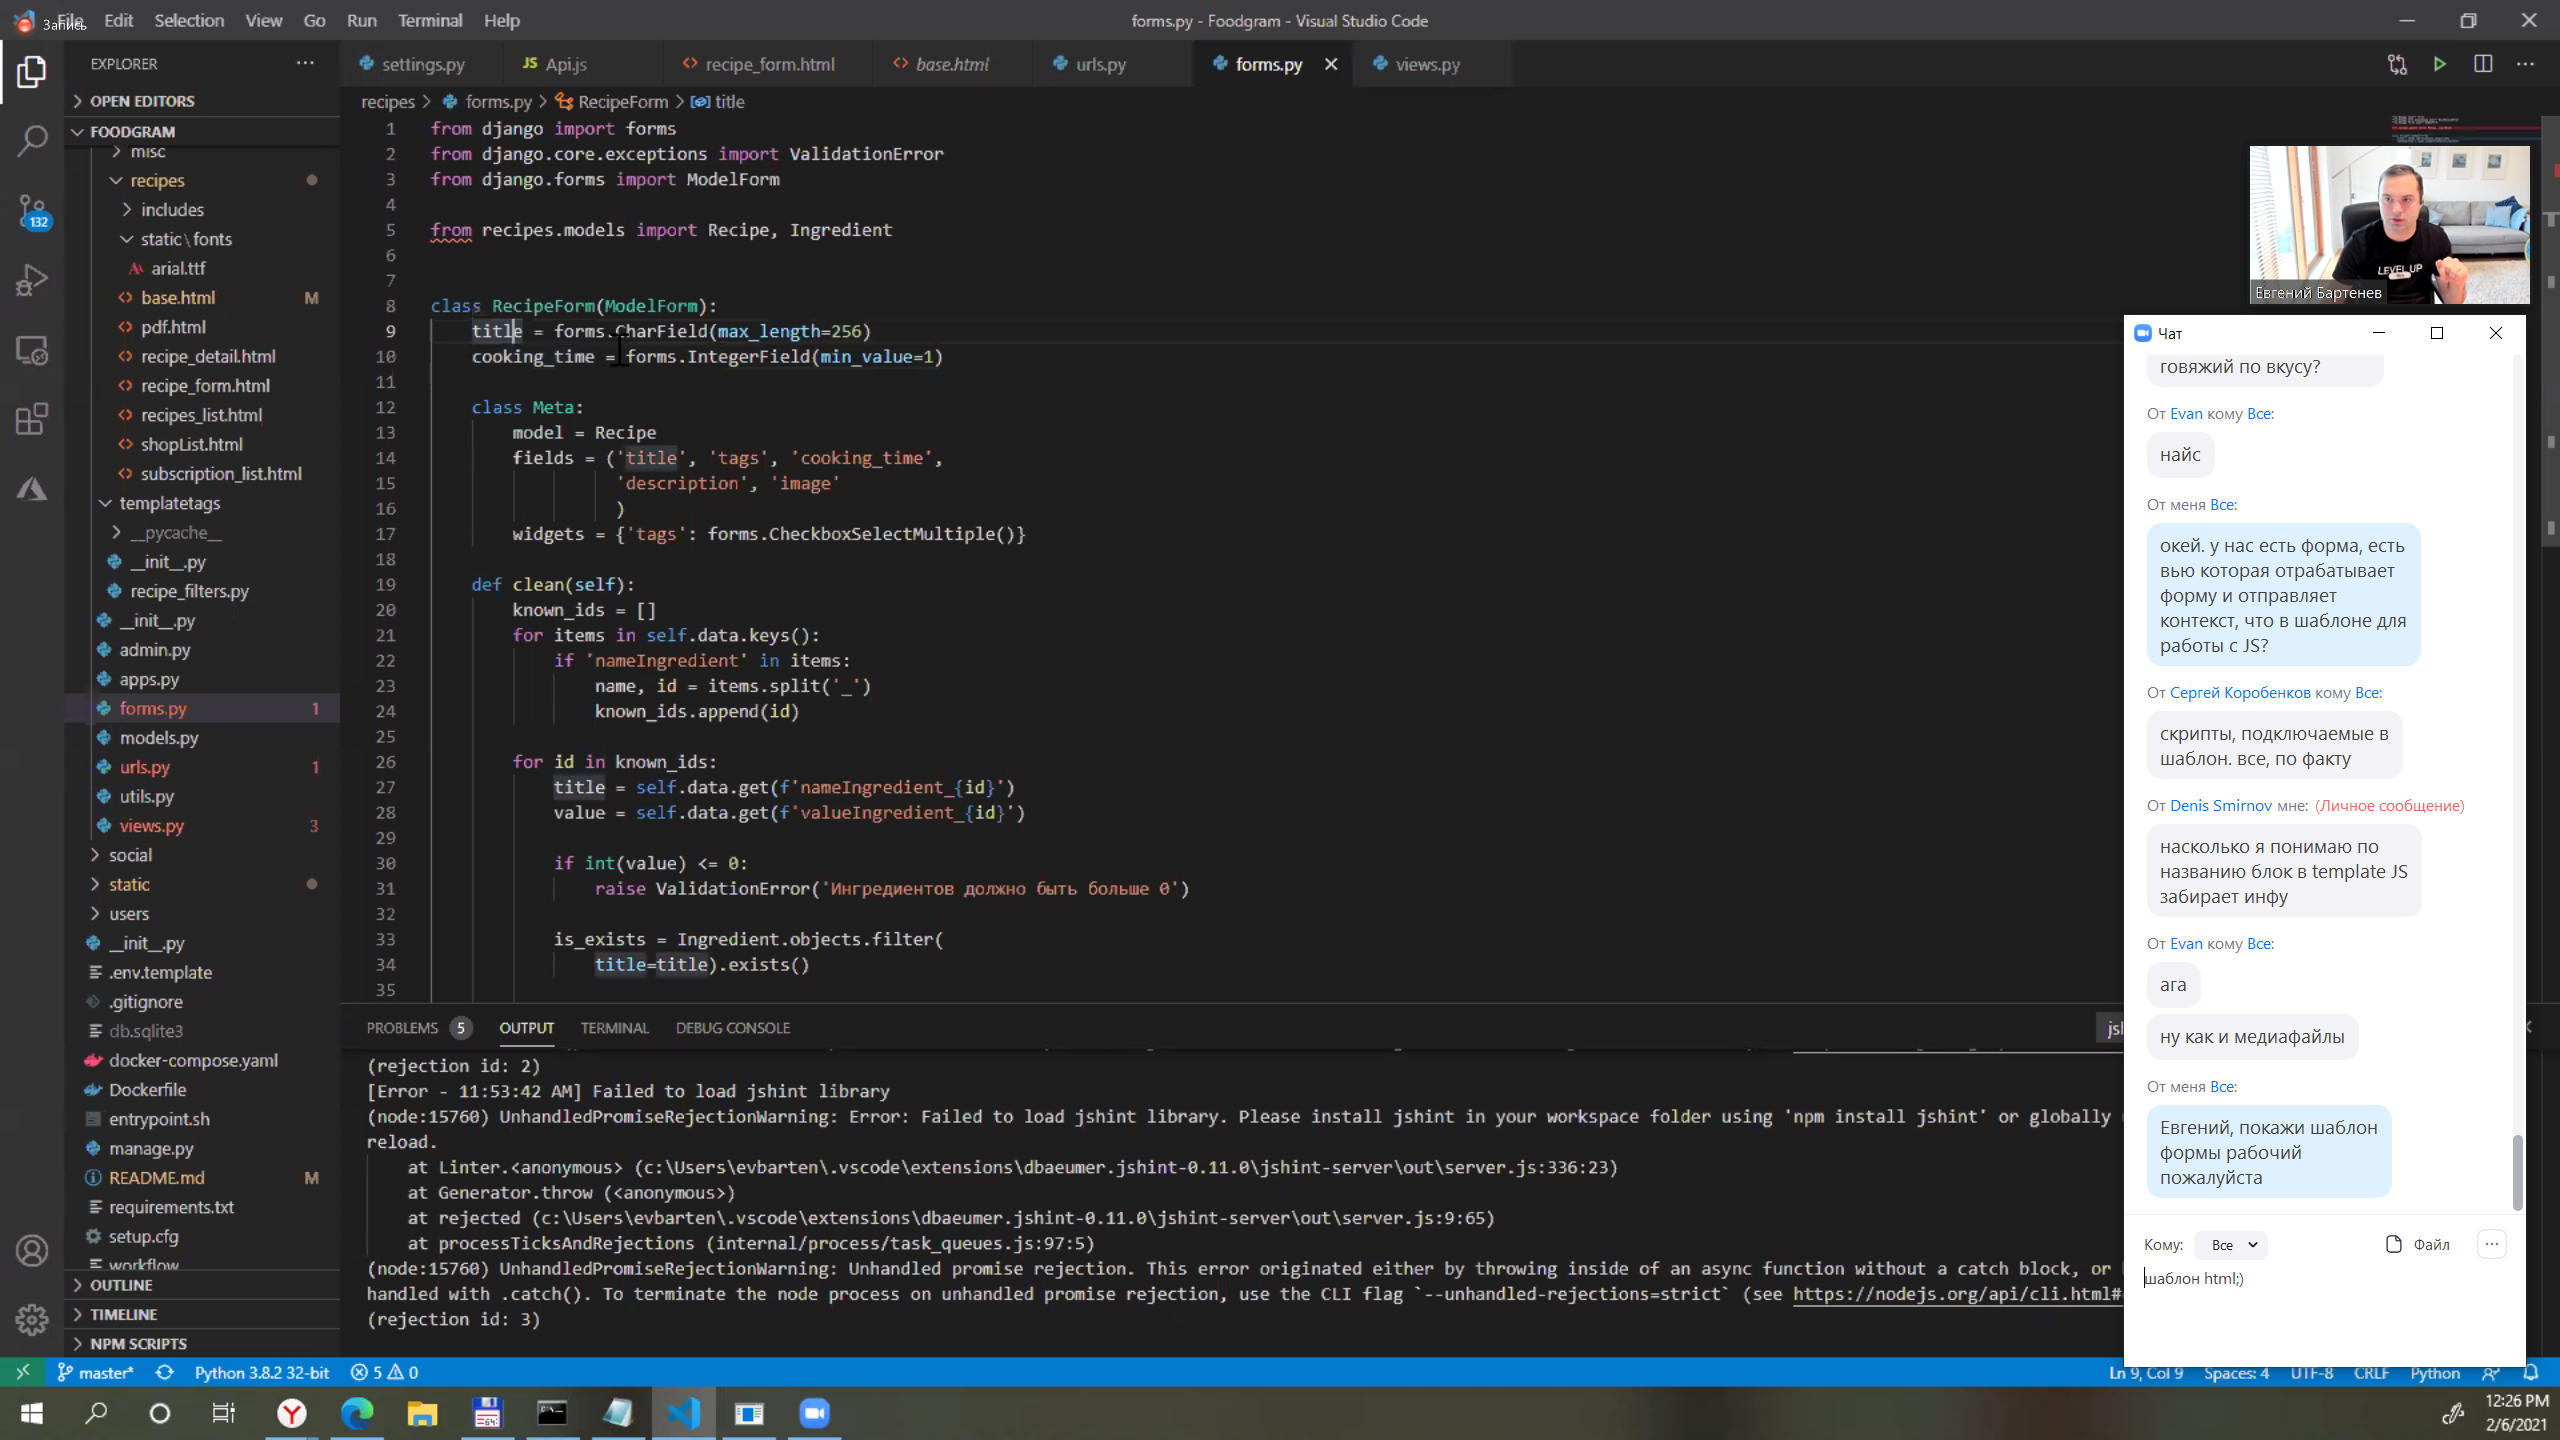 Запись
File Edit Selection View Go Run Terminal Help
forms.py - Foodgram - Visual Studio Code
EXPLORER
OPEN EDITORS
FOODGRAM
misc
recipes
includes
static\fonts
arial.ttf
base.html M
pdf.html
recipe_detail.html
recipe_form.html
recipes_list.html
shopList.html
subscription_list.html
templatetags
__pycache__
__init__.py
recipe_filters.py
__init__.py
admin.py
apps.py
forms.py 1
models.py
urls.py 1
utils.py
views.py 3
social
static
users
__init__.py
.env.template
.gitignore
db.sqlite3
docker-compose.yaml
Dockerfile
entrypoint.sh
manage.py
README.md M
requirements.txt
setup.cfg
workflow
OUTLINE
TIMELINE
NPM SCRIPTS
132
settings.py JS Api.js recipe_form.html base.html urls.py forms.py views.py
recipes > forms.py > RecipeForm > title
1 from django import forms
2 from django.core.exceptions import ValidationError
3 from django.forms import ModelForm
4
5 from recipes.models import Recipe, Ingredient
6
7
8 class RecipeForm(ModelForm):
9 title = forms.CharField(max_length=256)
10 cooking_time = forms.IntegerField(min_value=1)
11
12 class Meta:
13 model = Recipe
14 fields = ('title', 'tags', 'cooking_time',
15 'description', 'image'
16 )
17 widgets = {'tags': forms.CheckboxSelectMultiple()}
18
19 def clean(self):
20 known_ids = []
21 for items in self.data.keys():
22 if 'nameIngredient' in items:
23 name, id = items.split('_')
24 known_ids.append(id)
25
26 for id in known_ids:
27 title = self.data.get(f'nameIngredient_{id}')
28 value = self.data.get(f'valueIngredient_{id}')
29
30 if int(value) <= 0:
31 raise ValidationError('Ингредиентов должно быть больше 0')
32
33 is_exists = Ingredient.objects.filter(
34 title=title).exists()
35
PROBLEMS 5 OUTPUT TERMINAL DEBUG CONSOLE
(rejection id: 2)
[Error - 11:53:42 AM] Failed to load jshint library
(node:15760) UnhandledPromiseRejectionWarning: Error: Failed to load jshint library. Please install jshint in your workspace folder using 'npm install jshint' or globally
reload.
at Linter.<anonymous> (c:\Users\evbarten\.vscode\extensions\dbaeumer.jshint-0.11.0\jshint-server\out\server.js:336:23)
at Generator.throw (<anonymous>)
at rejected (c:\Users\evbarten\.vscode\extensions\dbaeumer.jshint-0.11.0\jshint-server\out\server.js:9:65)
at processTicksAndRejections (internal/process/task_queues.js:97:5)
(node:15760) UnhandledPromiseRejectionWarning: Unhandled promise rejection. This error originated either by throwing inside of an async function without a catch block, or
handled with .catch(). To terminate the node process on unhandled promise rejection, use the CLI flag `--unhandled-rejections=strict` (see https://nodejs.org/api/cli.html#
(rejection id: 3)
LEVEL UP
Евгений Бартенев
Чат
говяжий по вкусу?
От Evan кому Все:
найс
От меня Все:
окей. у нас есть форма, есть
вью которая отрабатывает
форму и отправляет
контекст, что в шаблоне для
работы с JS?
От Сергей Коробенков кому Все:
скрипты, подключаемые в
шаблон. все, по факту
От Denis Smirnov мне: (Личное сообщение)
насколько я понимаю по
названию блок в template JS
забирает инфу
От Evan кому Все:
ага
ну как и медиафайлы
От меня Все:
Евгений, покажи шаблон
формы рабочий
пожалуйста
Кому: Все Файл
шаблон html;)
master* Python 3.8.2 32-bit 5 0
Ln 9, Col 9 Spaces: 4 UTF-8 CRLF Python
12:26 PM
2/6/2021